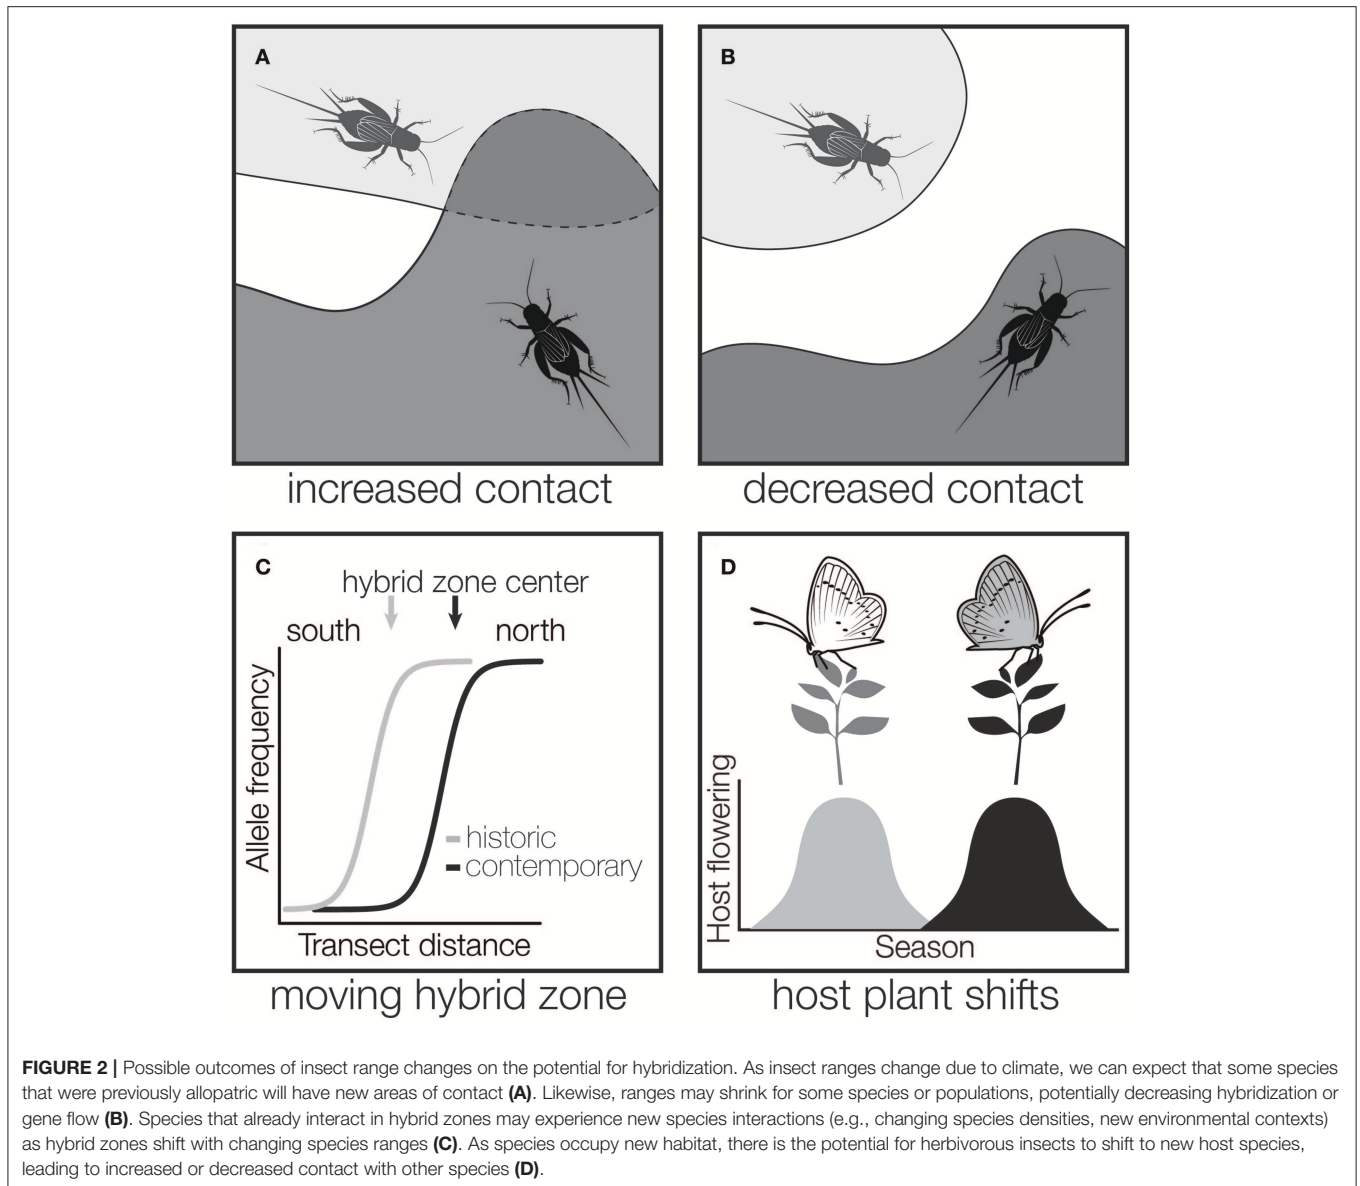 A
B
increased contact
decreased contact
C
hybrid zone center
south
north
Allele frequency
historic
contemporary
Transect distance
moving hybrid zone
D
Host flowering
Season
host plant shifts
FIGURE 2 | Possible outcomes of insect range changes on the potential for hybridization. As insect ranges change due to climate, we can expect that some species
that were previously allopatric will have new areas of contact (A). Likewise, ranges may shrink for some species or populations, potentially decreasing hybridization or
gene flow (B). Species that already interact in hybrid zones may experience new species interactions (e.g., changing species densities, new environmental contexts)
as hybrid zones shift with changing species ranges (C). As species occupy new habitat, there is the potential for herbivorous insects to shift to new host species,
leading to increased or decreased contact with other species (D).